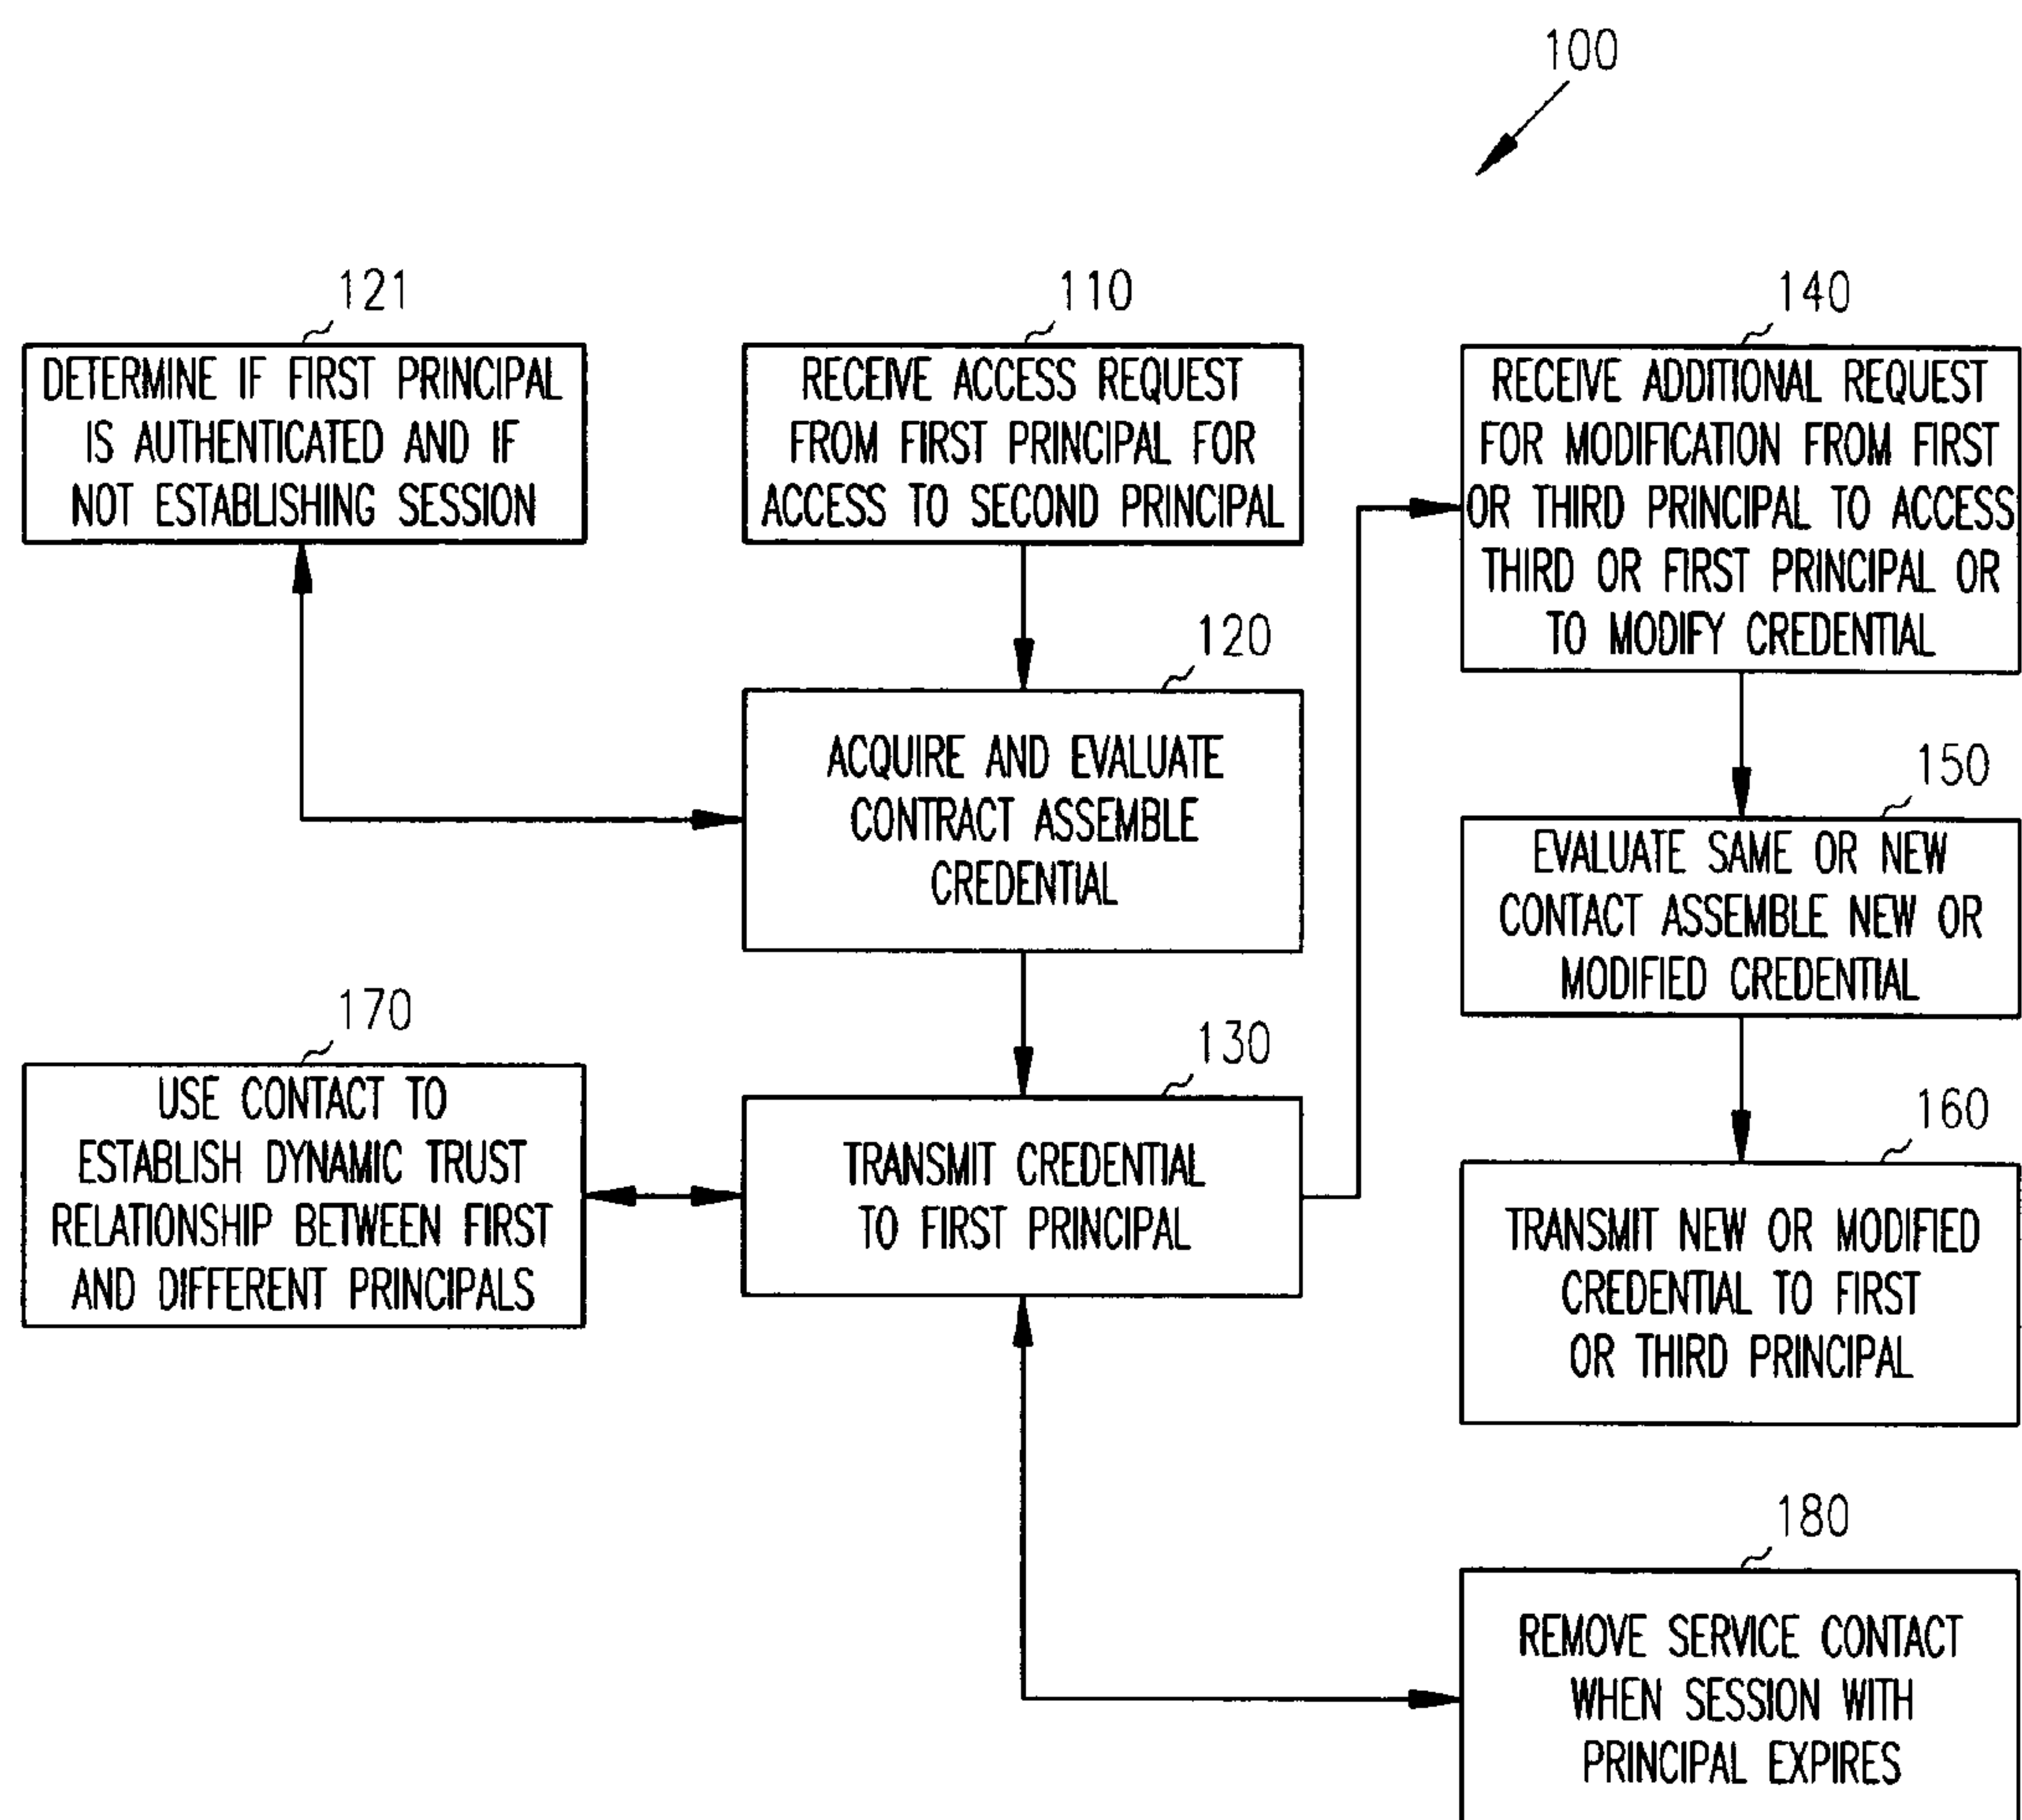 100
121
DETERMINE IF FIRST PRINCIPAL
IS AUTHENTICATED AND IF
NOT ESTABLISHING SESSION
110
RECEIVE ACCESS REQUEST
FROM FIRST PRINCIPAL FOR
ACCESS TO SECOND PRINCIPAL
140
RECEIVE ADDITIONAL REQUEST
FOR MODIFICATION FROM FIRST
OR THIRD PRINCIPAL TO ACCESS
THIRD OR FIRST PRINCIPAL OR
TO MODIFY CREDENTIAL
120
ACQUIRE AND EVALUATE
CONTRACT ASSEMBLE
CREDENTIAL
150
EVALUATE SAME OR NEW
CONTACT ASSEMBLE NEW OR
MODIFIED CREDENTIAL
170
USE CONTACT TO
ESTABLISH DYNAMIC TRUST
RELATIONSHIP BETWEEN FIRST
AND DIFFERENT PRINCIPALS
130
TRANSMIT CREDENTIAL
TO FIRST PRINCIPAL
160
TRANSMIT NEW OR MODIFIED
CREDENTIAL TO FIRST
OR THIRD PRINCIPAL
180
REMOVE SERVICE CONTACT
WHEN SESSION WITH
PRINCIPAL EXPIRES